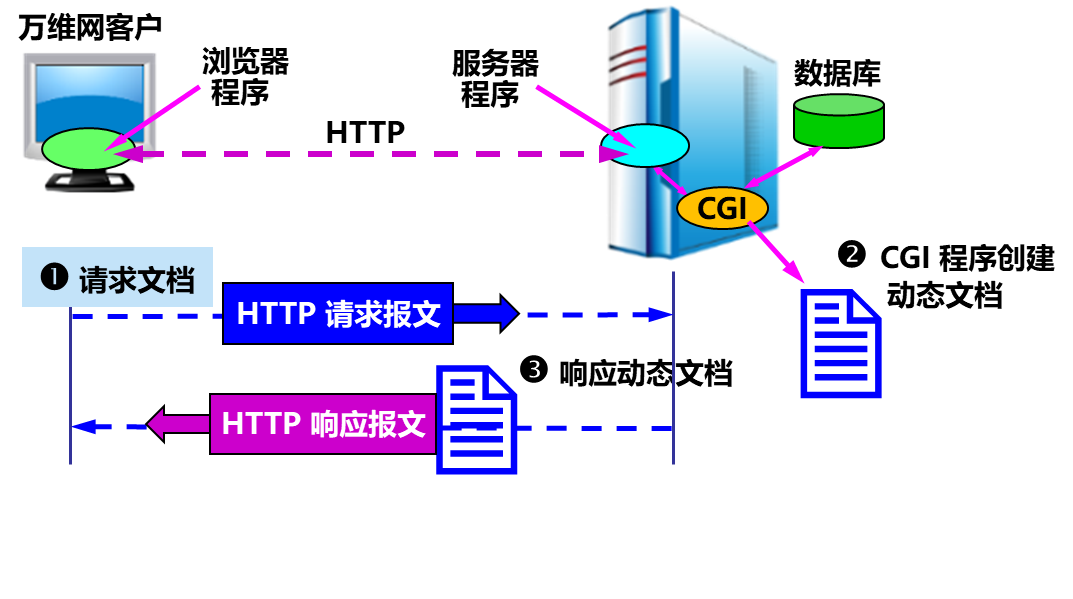 万维网客户
浏览器
程序
服务器
程序
数据库
HTTP
CGI
❶ 请求文档
❷ CGI 程序创建
动态文档
HTTP 请求报文
❸ 响应动态文档
HTTP 响应报文